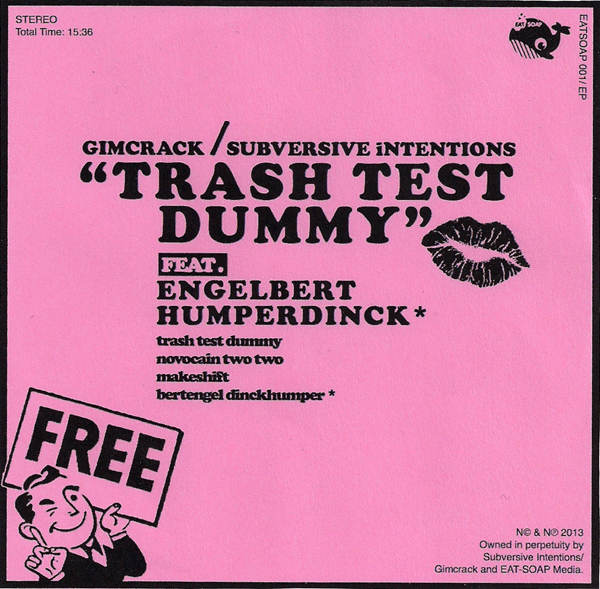 STEREO
Total Time: 15:36
EAT SOAP
EATSOAP 001/ EP
GIMCRACK / SUBVERSIVE iNTENTIONS
“TRASH TEST
DUMMY”
FEAT.
ENGELBERT
HUMPERDINCK*
trash test dummy
novocain two two
makeshift
bertengel dinckhumper *
FREE
N© & N℗ 2013
Owned in perpetuity by
Subversive Intentions/
Gimcrack and EAT-SOAP Media.